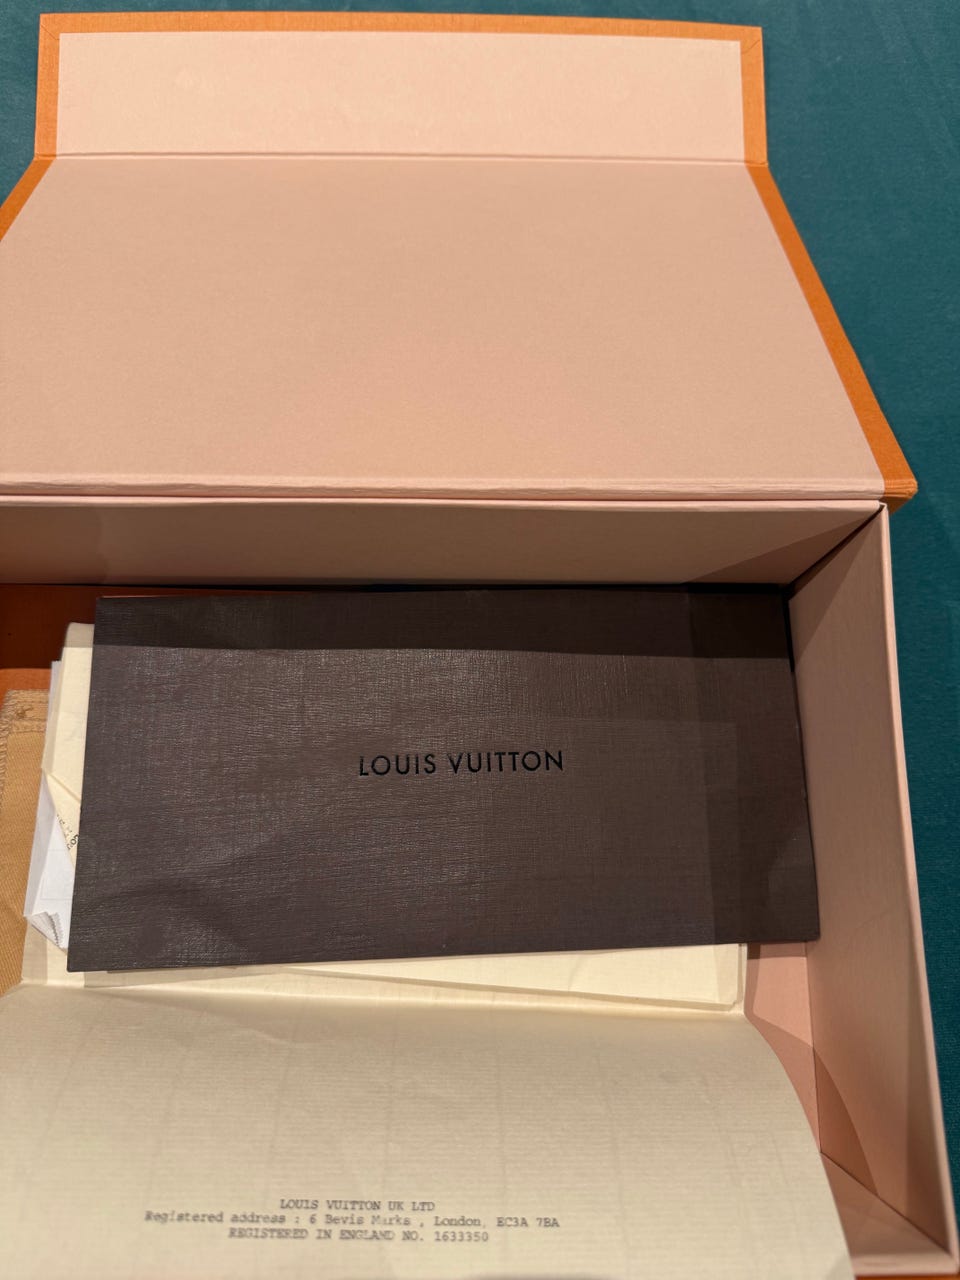 LOUIS VUITTON
LOUIS VUITTON UK LTD
Registered address : 6 Bevis Marks , London, EC3A 7BA
REGISTERED IN ENGLAND NO. 1633350